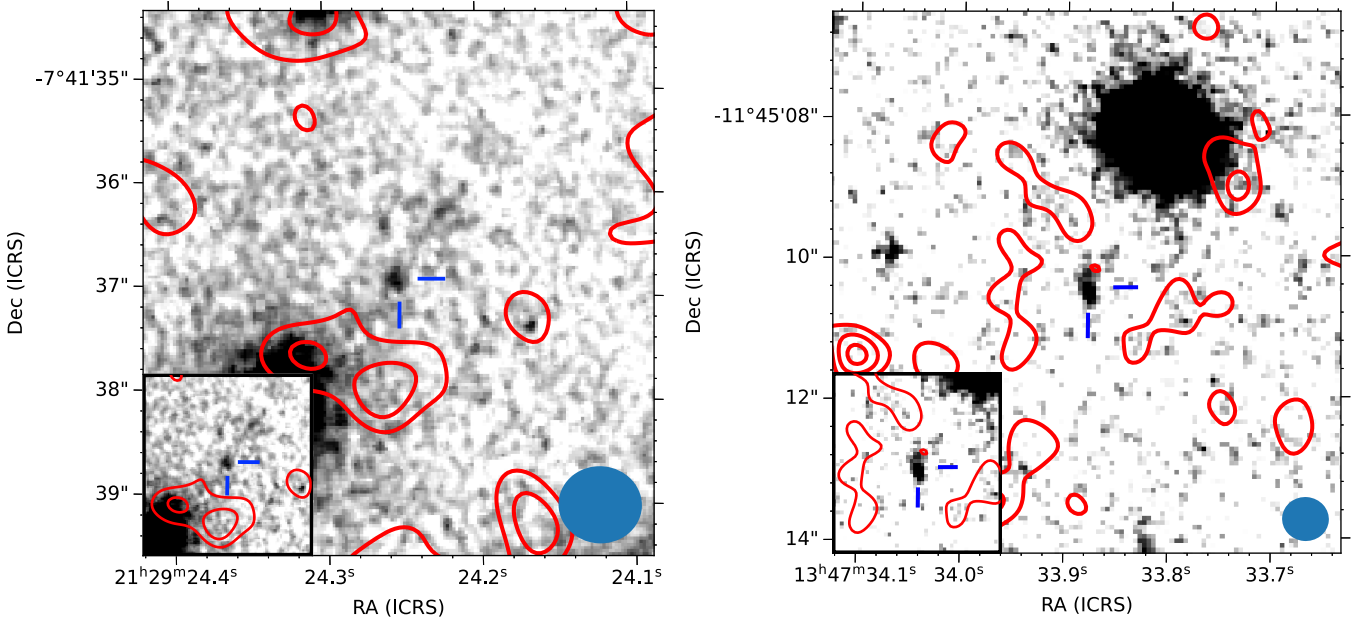 -7°41'35"
36"
37"
38"
39"
Dec (ICRS)
21ʰ29ᵐ24.4ˢ
24.3ˢ
24.2ˢ
24.1ˢ
RA (ICRS)
-11°45'08"
10"
12"
14"
Dec (ICRS)
13ʰ47ᵐ34.1ˢ
34.0ˢ
33.9ˢ
33.8ˢ
33.7ˢ
RA (ICRS)